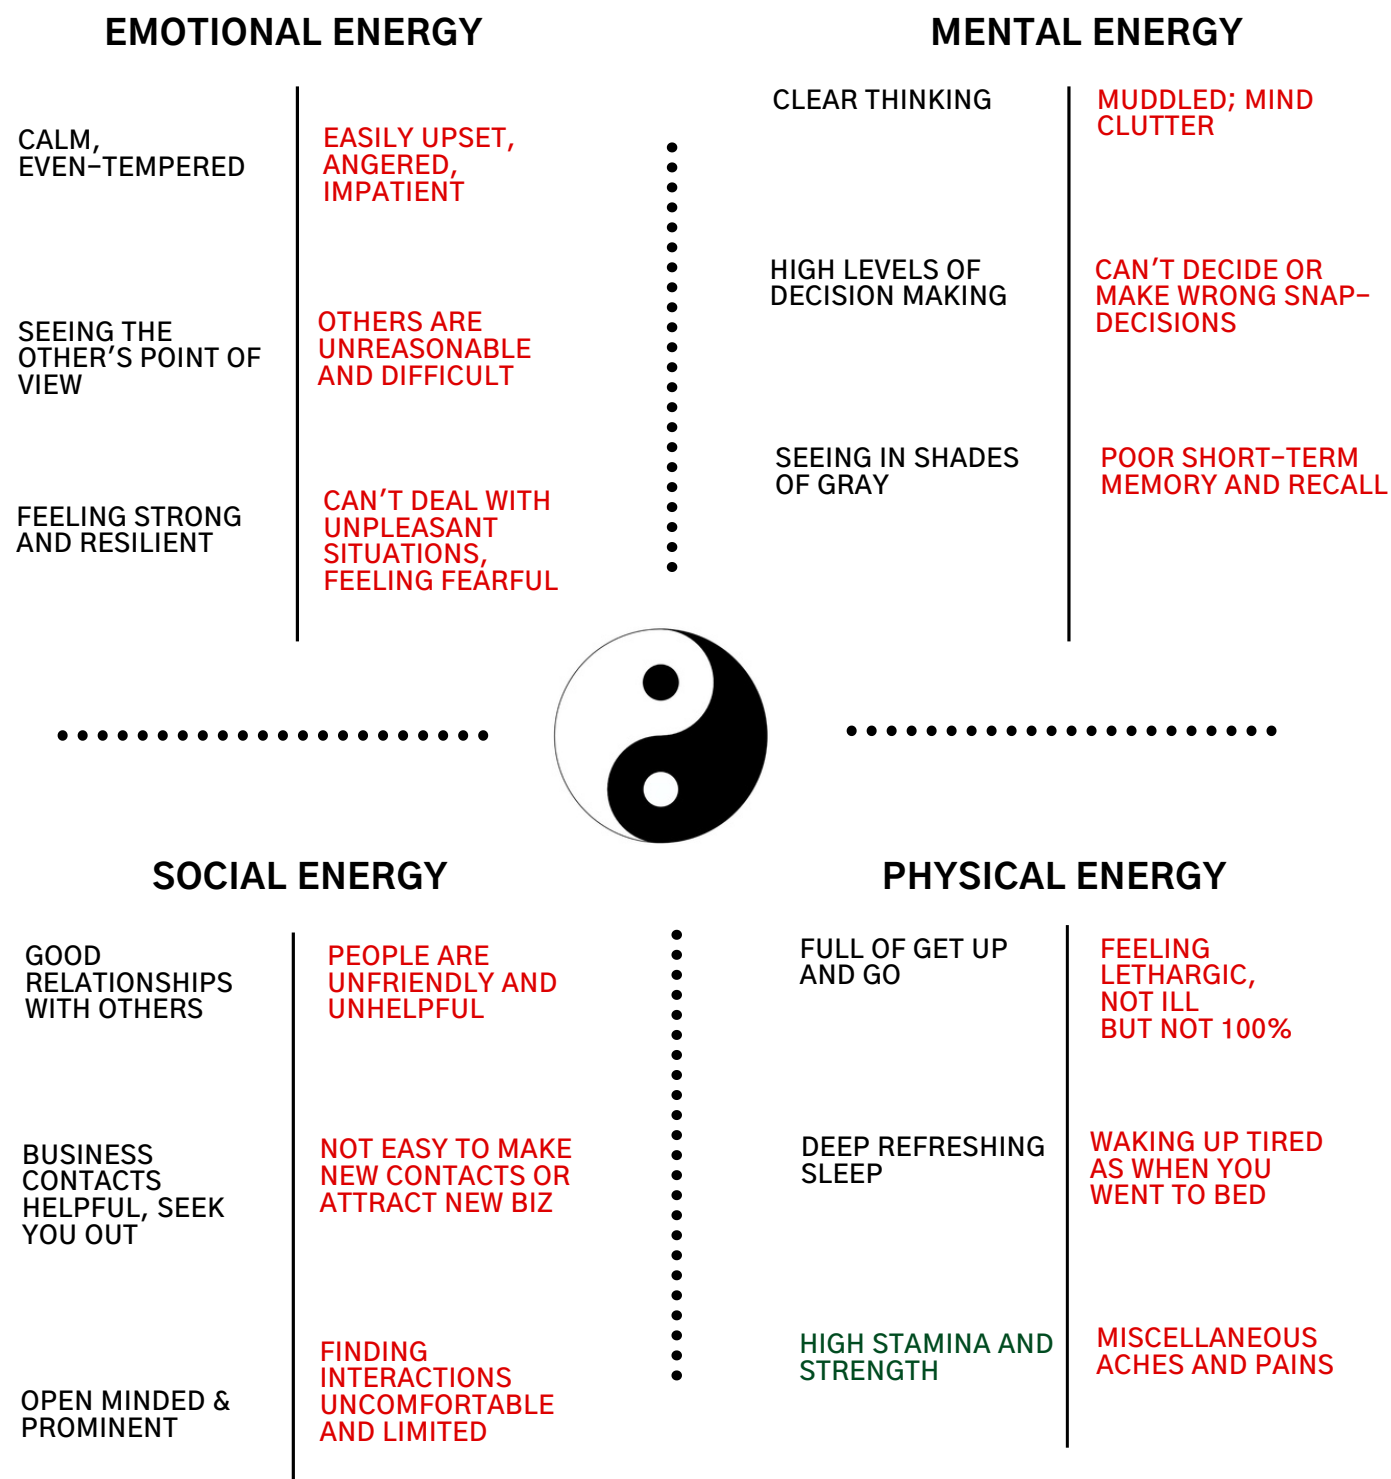 EMOTIONAL ENERGY
CALM,
EVEN-TEMPERED
EASILY UPSET,
ANGERED,
IMPATIENT
SEEING THE
OTHER'S POINT OF
VIEW
OTHERS ARE
UNREASONABLE
AND DIFFICULT
FEELING STRONG
AND RESILIENT
CAN'T DEAL WITH
UNPLEASANT
SITUATIONS,
FEELING FEARFUL
MENTAL ENERGY
CLEAR THINKING
MUDDLED; MIND
CLUTTER
HIGH LEVELS OF
DECISION MAKING
CAN'T DECIDE OR
MAKE WRONG SNAP-
DECISIONS
SEEING IN SHADES
OF GRAY
POOR SHORT-TERM
MEMORY AND RECALL
SOCIAL ENERGY
GOOD
RELATIONSHIPS
WITH OTHERS
PEOPLE ARE
UNFRIENDLY AND
UNHELPFUL
BUSINESS
CONTACTS
HELPFUL, SEEK
YOU OUT
NOT EASY TO MAKE
NEW CONTACTS OR
ATTRACT NEW BIZ
OPEN MINDED &
PROMINENT
FINDING
INTERACTIONS
UNCOMFORTABLE
AND LIMITED
PHYSICAL ENERGY
FULL OF GET UP
AND GO
FEELING
LETHARGIC,
NOT ILL
BUT NOT 100%
DEEP REFRESHING
SLEEP
WAKING UP TIRED
AS WHEN YOU
WENT TO BED
HIGH STAMINA AND
STRENGTH
MISCELLANEOUS
ACHES AND PAINS